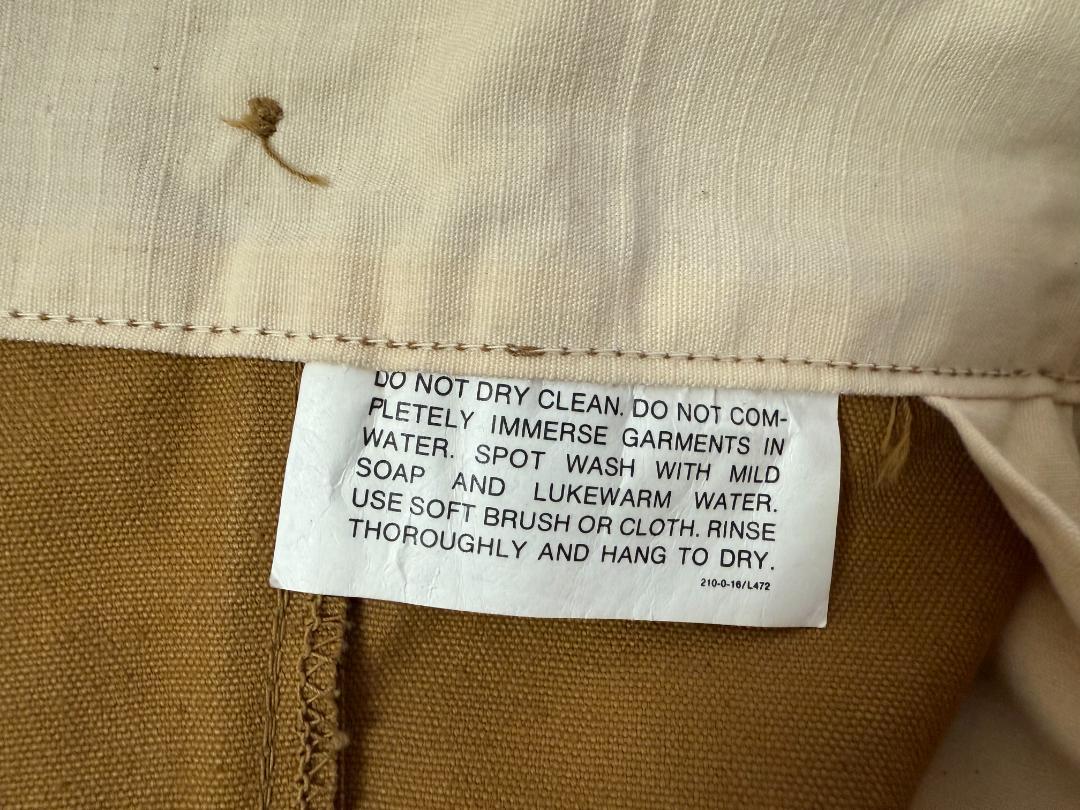 DO NOT DRY CLEAN. DO NOT COM-
PLETELY IMMERSE GARMENTS IN
WATER. SPOT WASH WITH MILD
SOAP AND LUKEWARM WATER.
USE SOFT BRUSH OR CLOTH. RINSE
THOROUGHLY AND HANG TO DRY.
210-0-16/L472